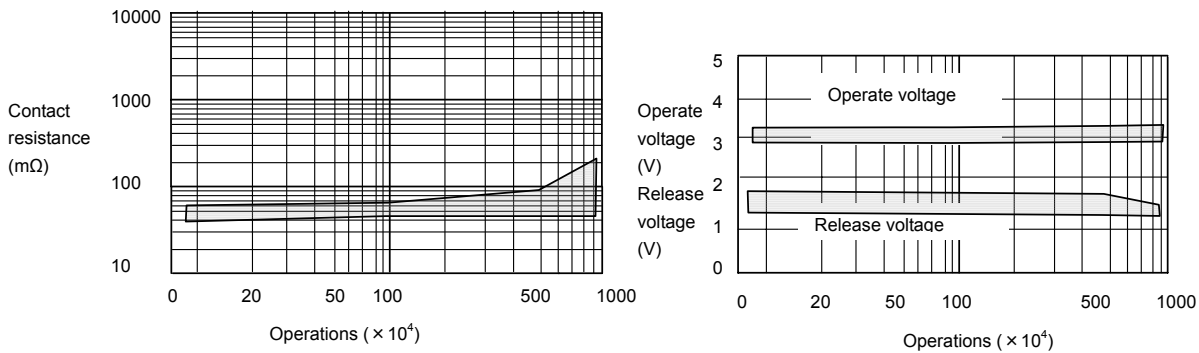 10000
1000
100
10
Contact
resistance
(mΩ)
0 20 50 100 500 1000
Operations (×10⁴)
5
4
3
2
1
0
Operate
voltage
(V)
Release
voltage
(V)
Operate voltage
Release voltage
0 20 50 100 500 1000
Operations (×10⁴)